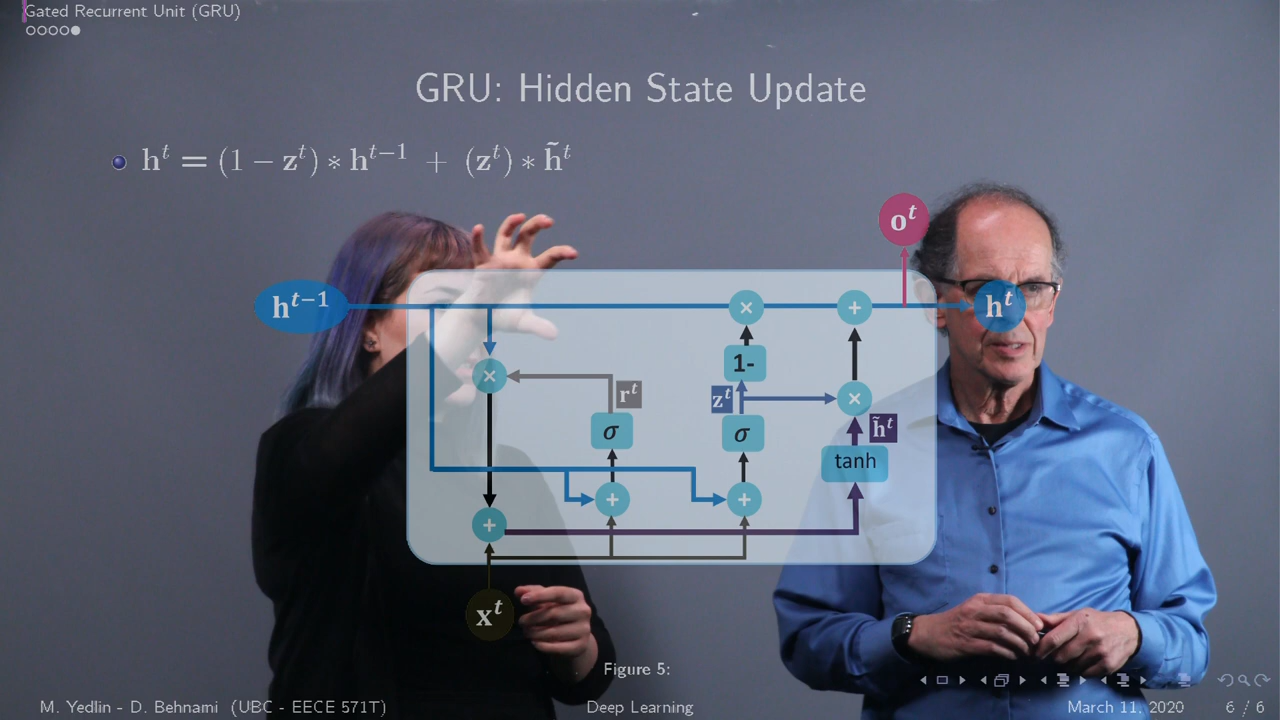 Gated Recurrent Unit (GRU)
GRU: Hidden State Update
h^t = (1 − z^t) ∗ h^{t−1} + (z^t) ∗ h̃^t
o^t
h^{t−1}
h^t
×
+
1-
×
r^t
z^t
×
σ
σ
h̃^t
tanh
+
+
+
x^t
Figure 5:
M. Yedlin - D. Behnami (UBC - EECE 571T)
Deep Learning
March 11, 2020
6 / 6